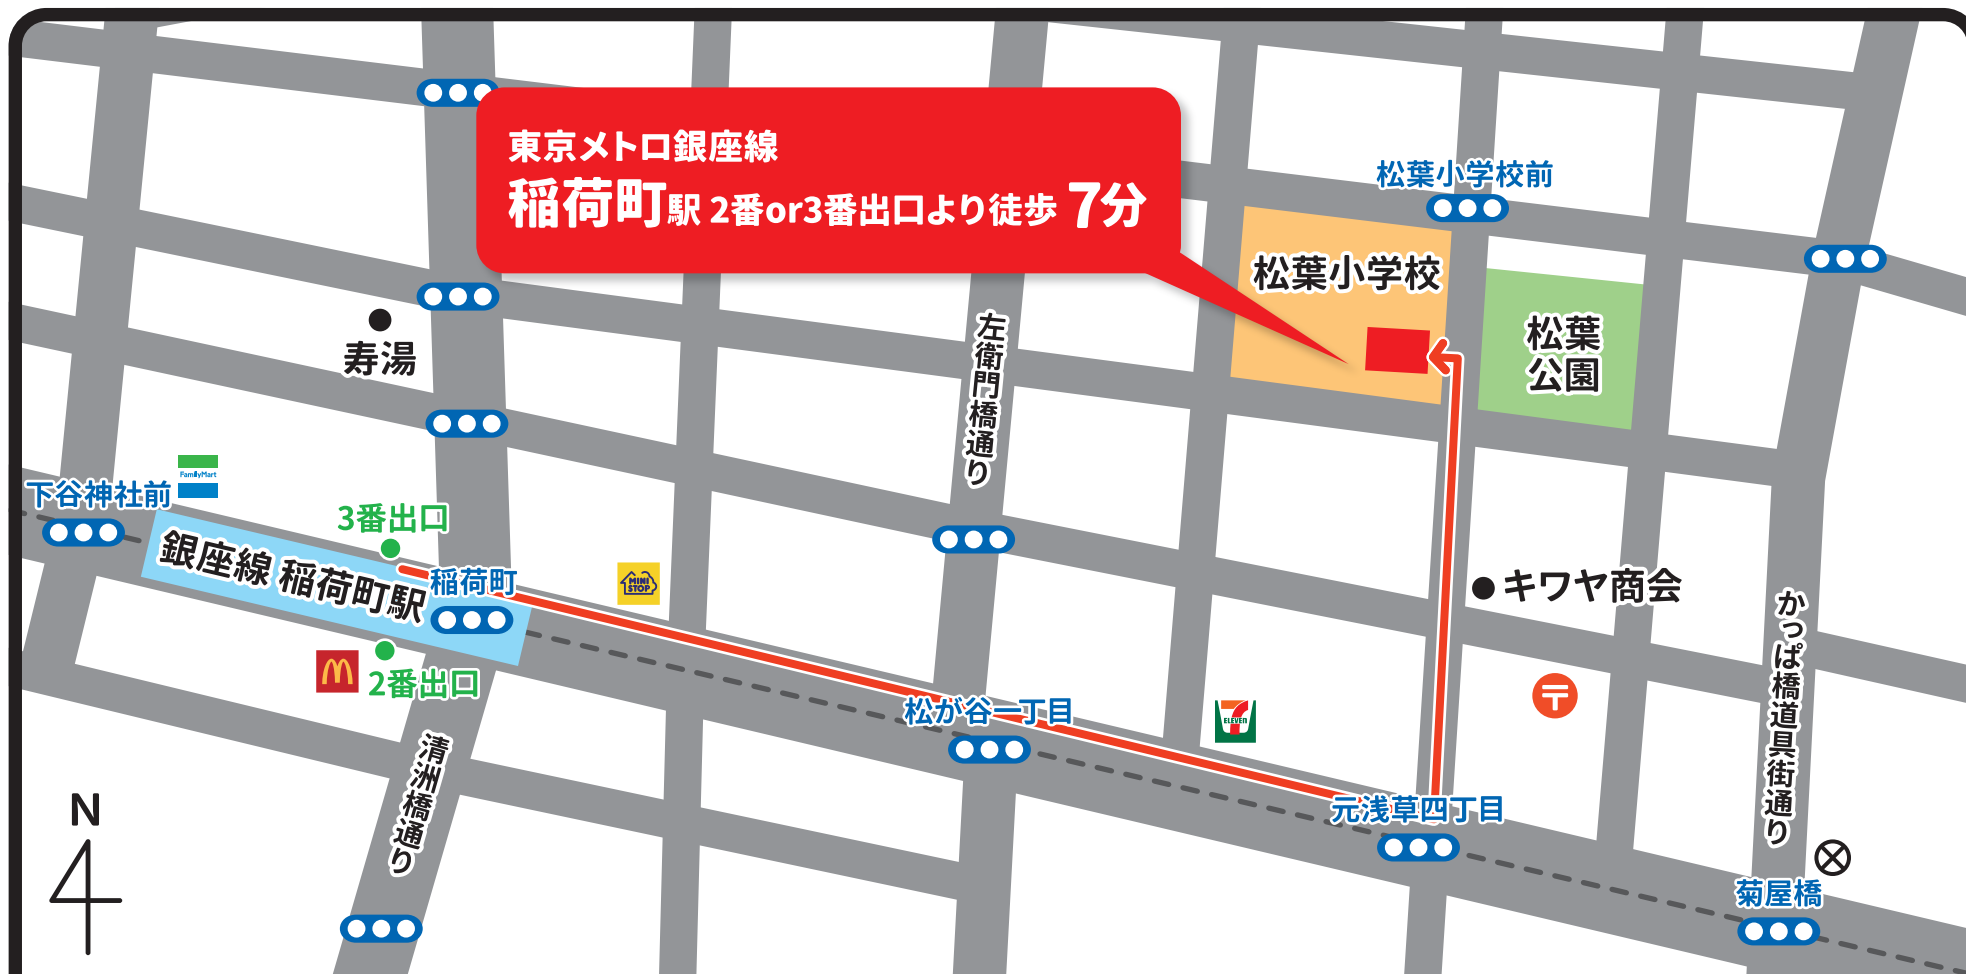 東京メトロ銀座線
稲荷町駅 2番or3番出口より徒歩 7分
松葉小学校前
松葉小学校
松葉
公園
寿湯
左衛門橋通り
FamilyMart
下谷神社前
3番出口
銀座線 稲荷町駅
稲荷町
MINI
STOP
2番出口
キワヤ商会
かっぱ橋道具街通り
松が谷一丁目
7
ELEVEN
〒
清洲橋通り
元浅草四丁目
菊屋橋
N